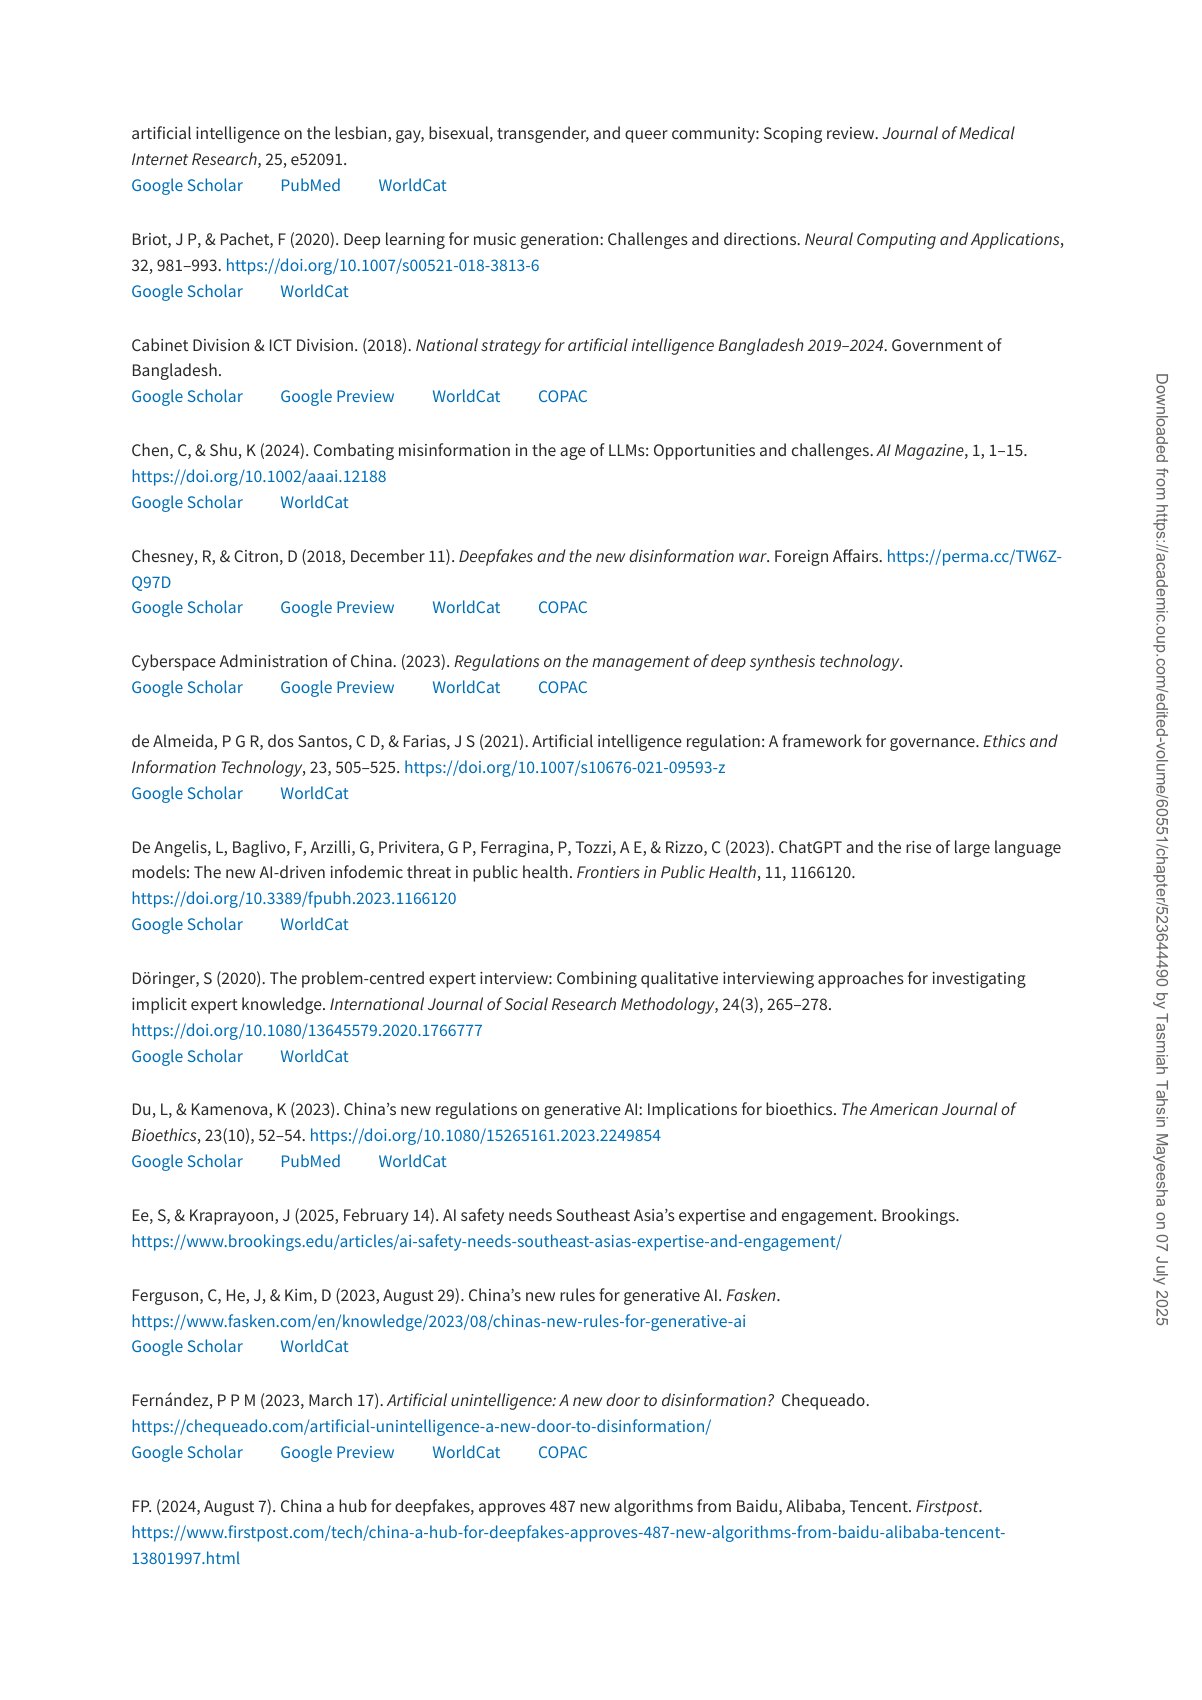 artificial intelligence on the lesbian, gay, bisexual, transgender, and queer community: Scoping review. Journal of Medical
Internet Research, 25, e52091.
Google Scholar PubMed WorldCat
Briot, J P, & Pachet, F (2020). Deep learning for music generation: Challenges and directions. Neural Computing and Applications,
32, 981–993. https://doi.org/10.1007/s00521-018-3813-6
Google Scholar WorldCat
Cabinet Division & ICT Division. (2018). National strategy for artificial intelligence Bangladesh 2019–2024. Government of
Bangladesh.
Google Scholar Google Preview WorldCat COPAC
Chen, C, & Shu, K (2024). Combating misinformation in the age of LLMs: Opportunities and challenges. AI Magazine, 1, 1–15.
https://doi.org/10.1002/aaai.12188
Google Scholar WorldCat
Chesney, R, & Citron, D (2018, December 11). Deepfakes and the new disinformation war. Foreign Affairs. https://perma.cc/TW6Z-
Q97D
Google Scholar Google Preview WorldCat COPAC
Cyberspace Administration of China. (2023). Regulations on the management of deep synthesis technology.
Google Scholar Google Preview WorldCat COPAC
de Almeida, P G R, dos Santos, C D, & Farias, J S (2021). Artificial intelligence regulation: A framework for governance. Ethics and
Information Technology, 23, 505–525. https://doi.org/10.1007/s10676-021-09593-z
Google Scholar WorldCat
De Angelis, L, Baglivo, F, Arzilli, G, Privitera, G P, Ferragina, P, Tozzi, A E, & Rizzo, C (2023). ChatGPT and the rise of large language
models: The new AI-driven infodemic threat in public health. Frontiers in Public Health, 11, 1166120.
https://doi.org/10.3389/fpubh.2023.1166120
Google Scholar WorldCat
Döringer, S (2020). The problem-centred expert interview: Combining qualitative interviewing approaches for investigating
implicit expert knowledge. International Journal of Social Research Methodology, 24(3), 265–278.
https://doi.org/10.1080/13645579.2020.1766777
Google Scholar WorldCat
Du, L, & Kamenova, K (2023). China’s new regulations on generative AI: Implications for bioethics. The American Journal of
Bioethics, 23(10), 52–54. https://doi.org/10.1080/15265161.2023.2249854
Google Scholar PubMed WorldCat
Ee, S, & Kraprayoon, J (2025, February 14). AI safety needs Southeast Asia’s expertise and engagement. Brookings.
https://www.brookings.edu/articles/ai-safety-needs-southeast-asias-expertise-and-engagement/
Ferguson, C, He, J, & Kim, D (2023, August 29). China’s new rules for generative AI. Fasken.
https://www.fasken.com/en/knowledge/2023/08/chinas-new-rules-for-generative-ai
Google Scholar WorldCat
Fernández, P P M (2023, March 17). Artificial unintelligence: A new door to disinformation? Chequeado.
https://chequeado.com/artificial-unintelligence-a-new-door-to-disinformation/
Google Scholar Google Preview WorldCat COPAC
FP. (2024, August 7). China a hub for deepfakes, approves 487 new algorithms from Baidu, Alibaba, Tencent. Firstpost.
https://www.firstpost.com/tech/china-a-hub-for-deepfakes-approves-487-new-algorithms-from-baidu-alibaba-tencent-
13801997.html
Downloaded from https://academic.oup.com/edited-volume/60551/chapter/523644490 by Tasmiah Tahsin Mayeesha on 07 July 2025